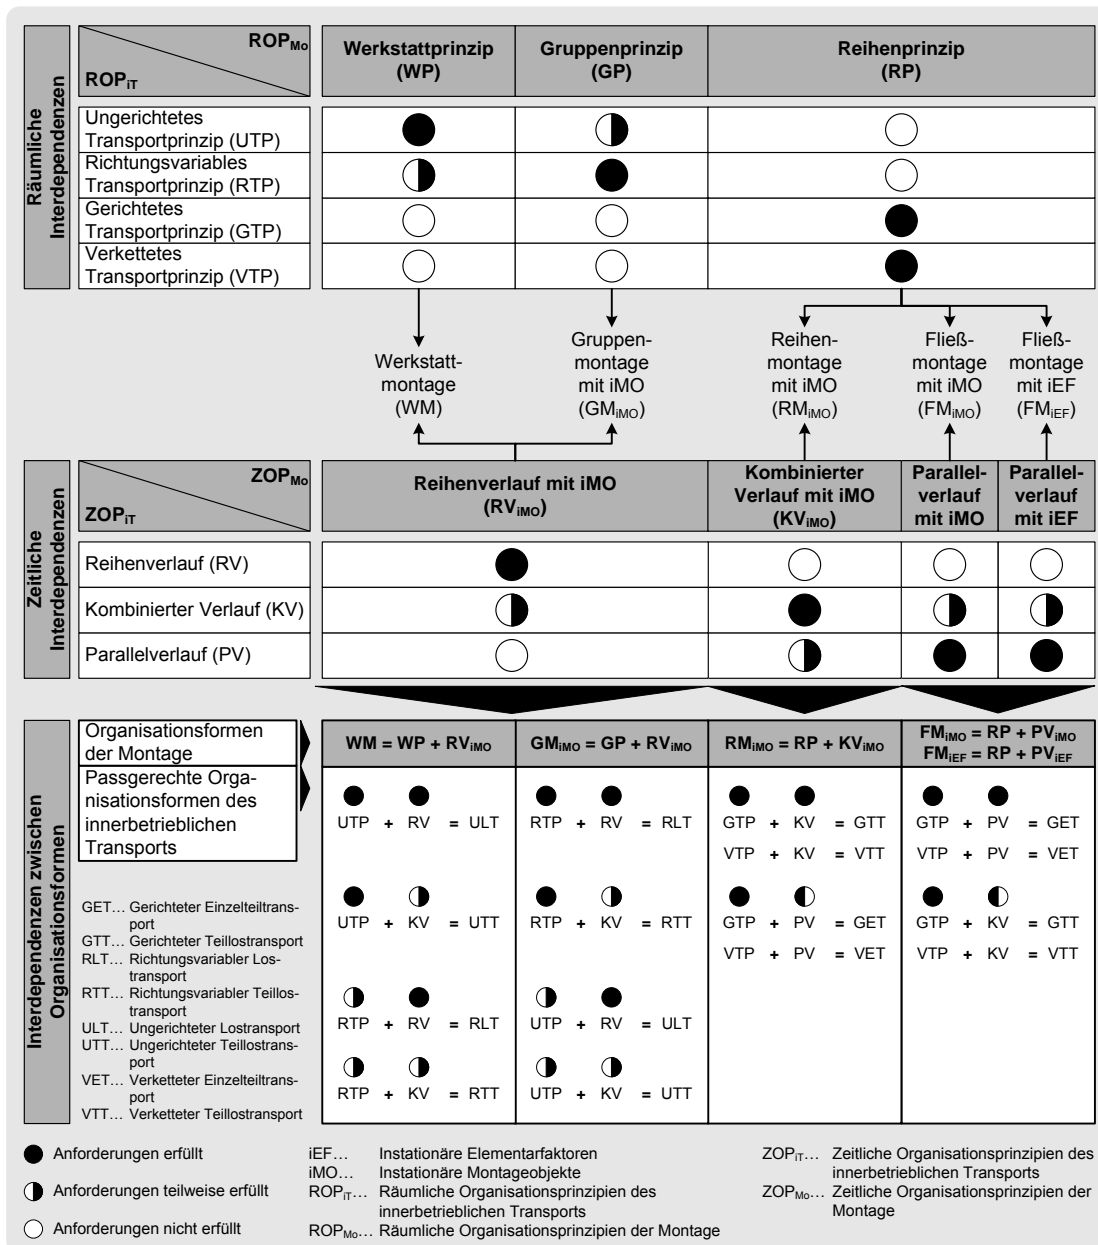 Räumliche
Interdependenzen
ROPMo
ROPiT
Werkstattprinzip
(WP)
Gruppenprinzip
(GP)
Reihenprinzip
(RP)
Ungerichtetes
Transportprinzip (UTP)
Richtungsvariables
Transportprinzip (RTP)
Gerichtetes
Transportprinzip (GTP)
Verkettetes
Transportprinzip (VTP)
Werkstatt-
montage
(WM)
Gruppen-
montage
mit iMO
(GMiMO)
Reihen-
montage
mit iMO
(RMiMO)
Fließ-
montage
mit iMO
(FMiMO)
Fließ-
montage
mit iEF
(FMiEF)
Zeitliche
Interdependenzen
ZOPMo
ZOPiT
Reihenverlauf mit iMO
(RViMO)
Kombinierter
Verlauf mit iMO
(KViMO)
Parallel-
verlauf
mit iMO
Parallel-
verlauf
mit iEF
Reihenverlauf (RV)
Kombinierter Verlauf (KV)
Parallelverlauf (PV)
Interdependenzen zwischen
Organisationsformen
Organisationsformen
der Montage
WM = WP + RViMO
GMiMO = GP + RViMO
RMiMO = RP + KViMO
FMiMO = RP + PViMO
FMiEF = RP + PViEF
Passgerechte Orga-
nisationsformen des
innerbetrieblichen
Transports
UTP + RV = ULT
RTP + RV = RLT
GTP + KV = GTT
GTP + PV = GET
VTP + KV = VTT
VTP + PV = VET
UTP + KV = UTT
RTP + KV = RTT
GTP + PV = GET
GTP + KV = GTT
VTP + PV = VET
VTP + KV = VTT
RTP + RV = RLT
UTP + RV = ULT
RTP + KV = RTT
UTP + KV = UTT
GET... Gerichteter Einzelteiltrans-
port
GTT... Gerichteter Teillostransport
RLT... Richtungsvariabler Los-
transport
RTT... Richtungsvariabler Teillos-
transport
ULT... Ungerichteter Lostransport
UTT... Ungerichteter Teillostrans-
port
VET... Verketteter Einzelteiltrans-
port
VTT... Verketteter Teillostransport
Anforderungen erfüllt
Anforderungen teilweise erfüllt
Anforderungen nicht erfüllt
iEF... Instationäre Elementarfaktoren
iMO... Instationäre Montageobjekte
ROPiT... Räumliche Organisationsprinzipien des
innerbetrieblichen Transports
ROPMo... Räumliche Organisationsprinzipien der Montage
ZOPiT... Zeitliche Organisationsprinzipien des
innerbetrieblichen Transports
ZOPMo... Zeitliche Organisationsprinzipien der
Montage